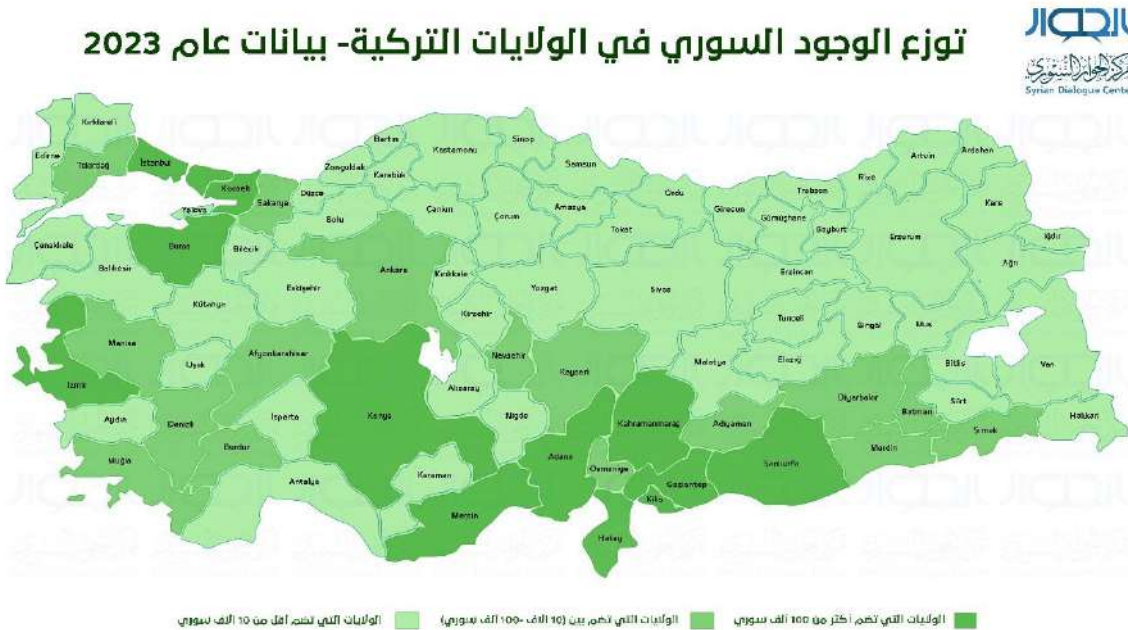 توزع الوجود السوري في الولايات التركية- بيانات عام 2023
الحوار
مركز الحوار السوري
Syrian Dialogue Center
Kırklareli
Edirne
Tekirdağ
İstanbul
Kocaeli
Yalova
Sakarya
Düzce
Zonguldak
Bartın
Karabük
Kastamonu
Sinop
Samsun
Ordu
Giresun
Trabzon
Rize
Artvin
Ardahan
Kars
Iğdır
Ağrı
Erzurum
Bayburt
Gümüşhane
Tokat
Amasya
Çorum
Çankırı
Bolu
Bilecik
Bursa
Çanakkale
Balıkesir
Kütahya
Eskişehir
Ankara
Kırıkkale
Kırşehir
Yozgat
Sivas
Erzincan
Tunceli
Bingöl
Muş
Bitlis
Van
Hakkari
Siirt
Şırnak
Batman
Mardin
Diyarbakır
Elazığ
Malatya
Adıyaman
Şanlıurfa
Gaziantep
Kilis
Hatay
Osmaniye
Kahramanmaraş
Kayseri
Nevşehir
Aksaray
Niğde
Adana
Mersin
Karaman
Konya
Antalya
Isparta
Burdur
Afyonkarahisar
Uşak
Manisa
İzmir
Aydın
Denizli
Muğla
الولايات التي تضم أكثر من 100 ألف سوري
الولايات التي تضم بين (10 آلاف -100 ألف سوري)
الولايات التي تضم أقل من 10 آلاف سوري